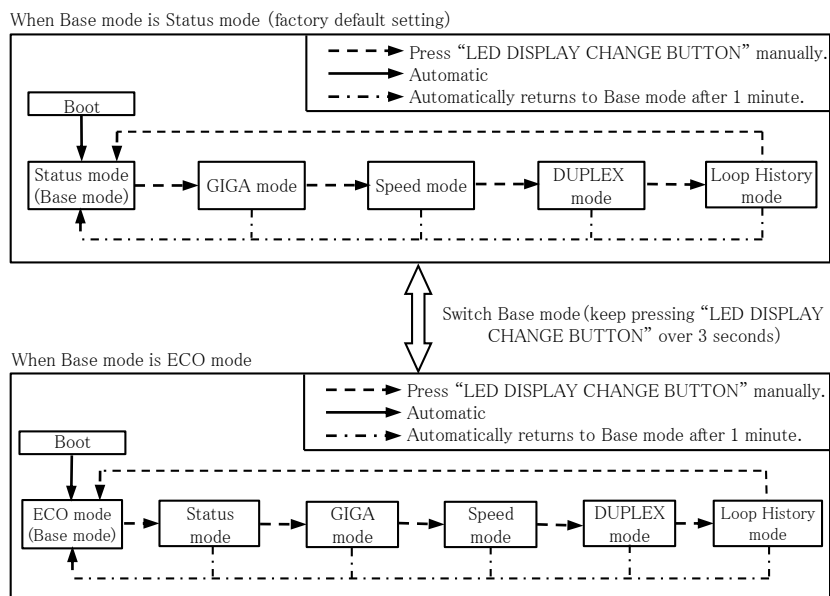 When Base mode is Status mode (factory default setting)
Press “LED DISPLAY CHANGE BUTTON” manually.
Automatic
Automatically returns to Base mode after 1 minute.
Boot
Status mode
(Base mode)
GIGA mode
Speed mode
DUPLEX
mode
Loop History
mode
Switch Base mode(keep pressing “LED DISPLAY
CHANGE BUTTON” over 3 seconds)
When Base mode is ECO mode
Press “LED DISPLAY CHANGE BUTTON” manually.
Automatic
Automatically returns to Base mode after 1 minute.
Boot
ECO mode
(Base mode)
Status
mode
GIGA
mode
Speed
mode
DUPLEX
mode
Loop History
mode